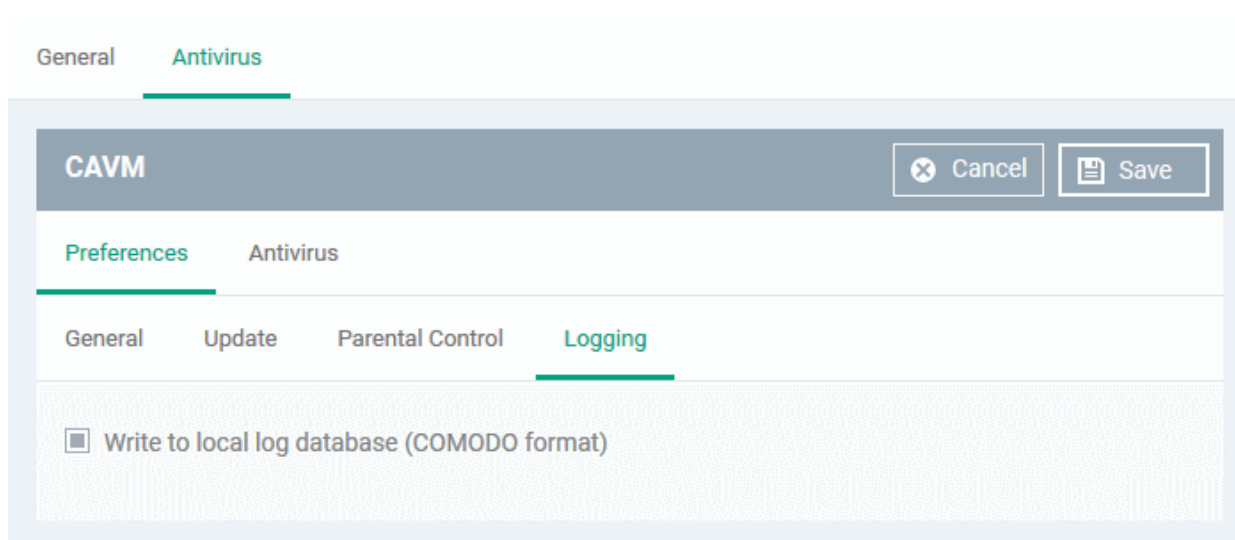 General Antivirus
CAVM Cancel Save
Preferences Antivirus
General Update Parental Control Logging
Write to local log database (COMODO format)